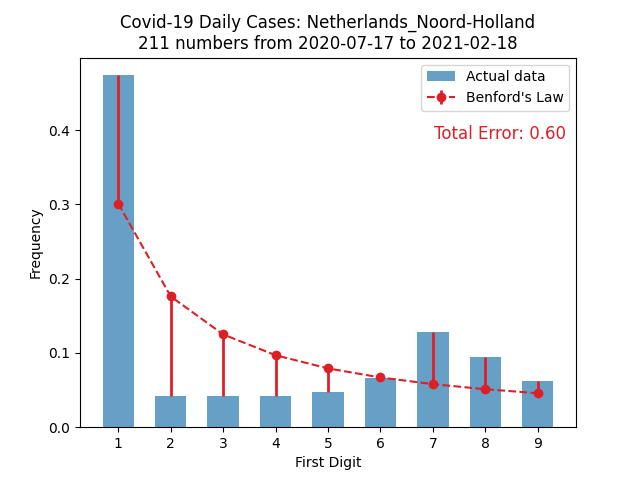 Covid-19 Daily Cases: Netherlands_Noord-Holland
211 numbers from 2020-07-17 to 2021-02-18
Actual data
Benford's Law
Total Error: 0.60
Frequency
0.4
0.3
0.2
0.1
0.0
1 2 3 4 5 6 7 8 9
First Digit